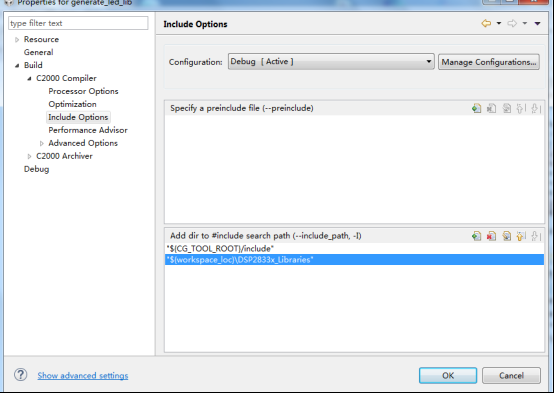 Properties for generate_led_lib
type filter text
Include Options
Resource
General
Build
C2000 Compiler
Processor Options
Optimization
Include Options
Performance Advisor
Advanced Options
C2000 Archiver
Debug
Configuration:
Debug [ Active ]
Manage Configurations...
Specify a preinclude file (--preinclude)
Add dir to #include search path (--include_path, -I)
"${CG_TOOL_ROOT}/include"
"${workspace_loc}\DSP2833x_Libraries"
Show advanced settings
OK
Cancel